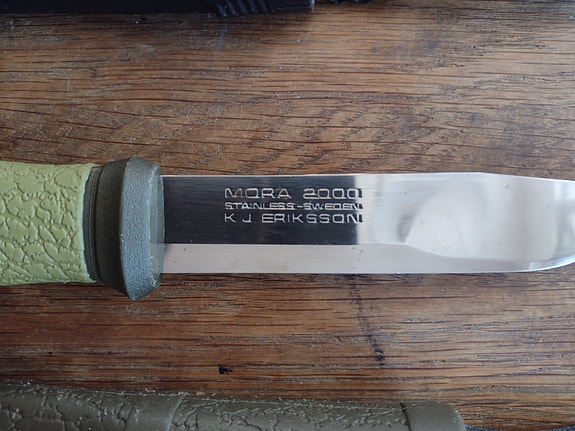 MORA 2000
STAINLESS-SWEDEN
K J ERIKSSON